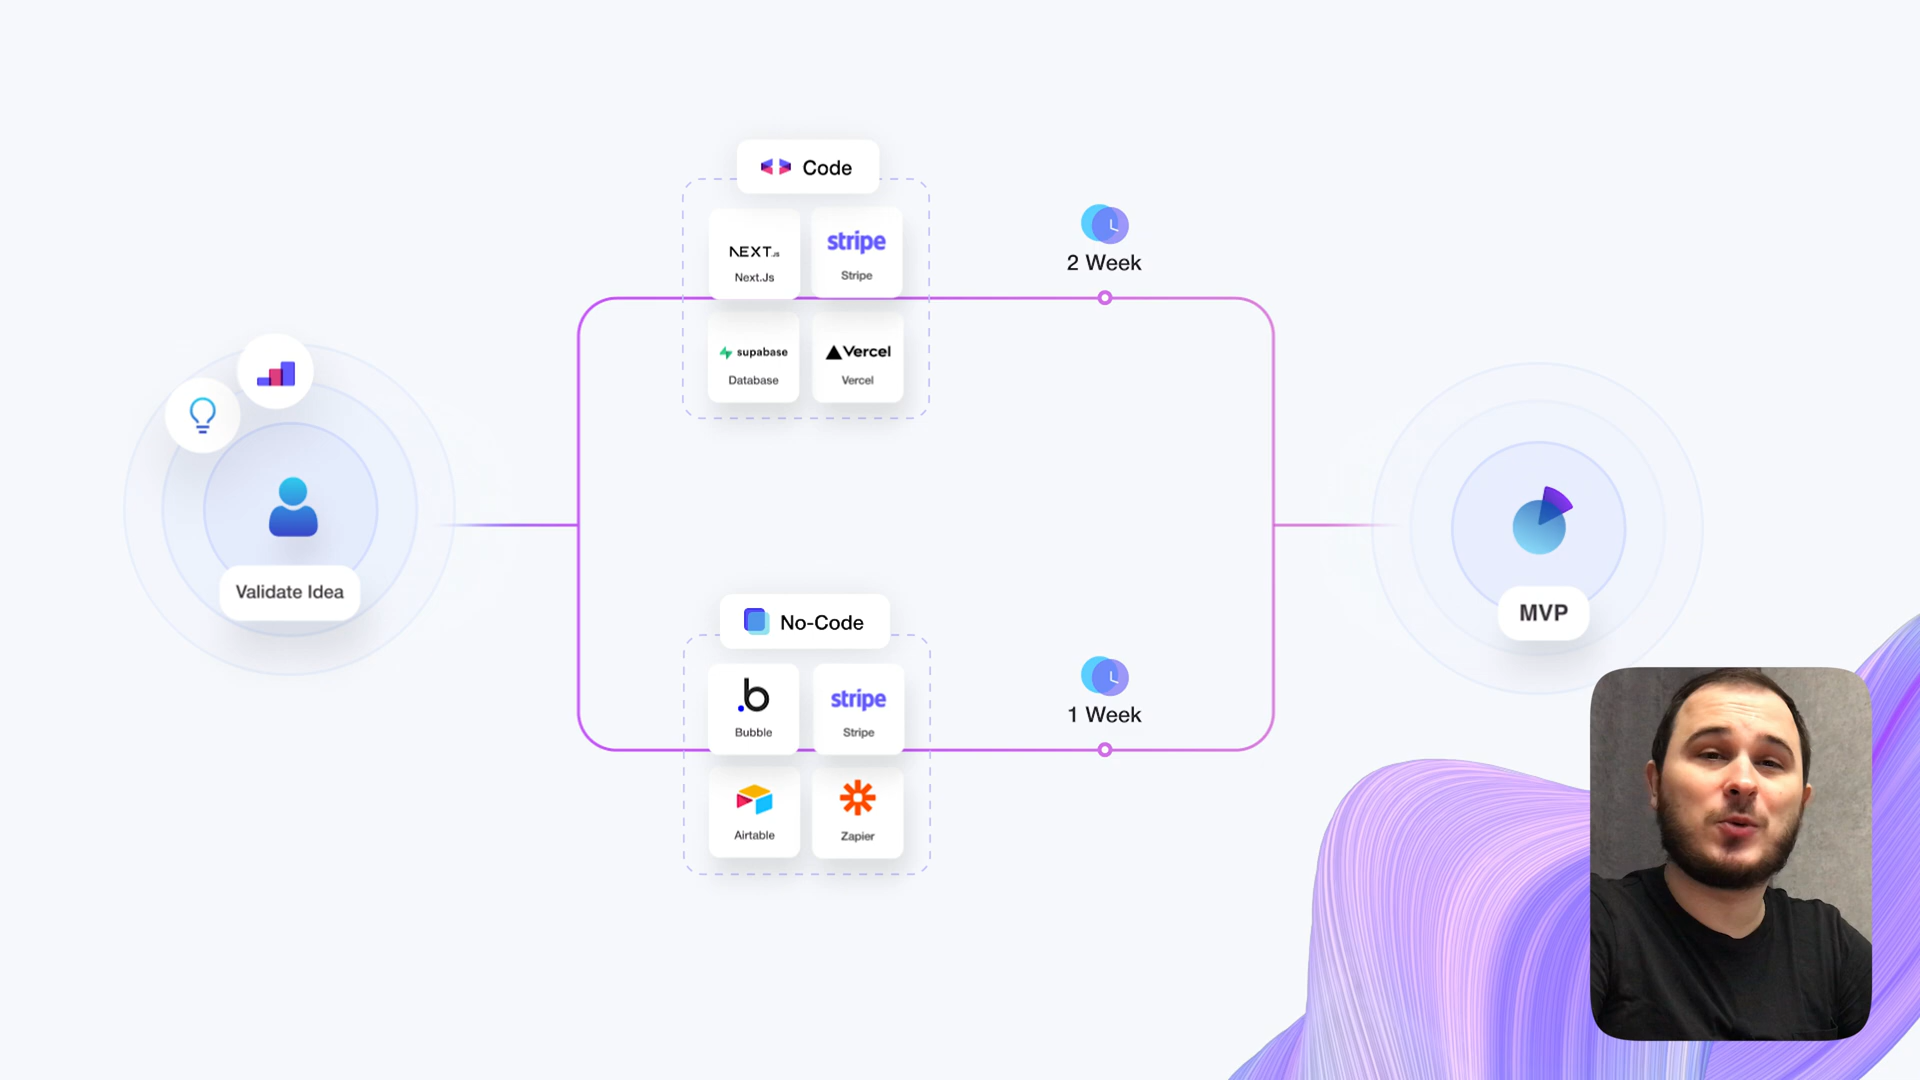 Code
NEXT.JS
Next.Js
stripe
Stripe
2 Week
supabase
Database
Vercel
Vercel
Validate Idea
MVP
No-Code
b
Bubble
stripe
Stripe
1 Week
Airtable
Zapier